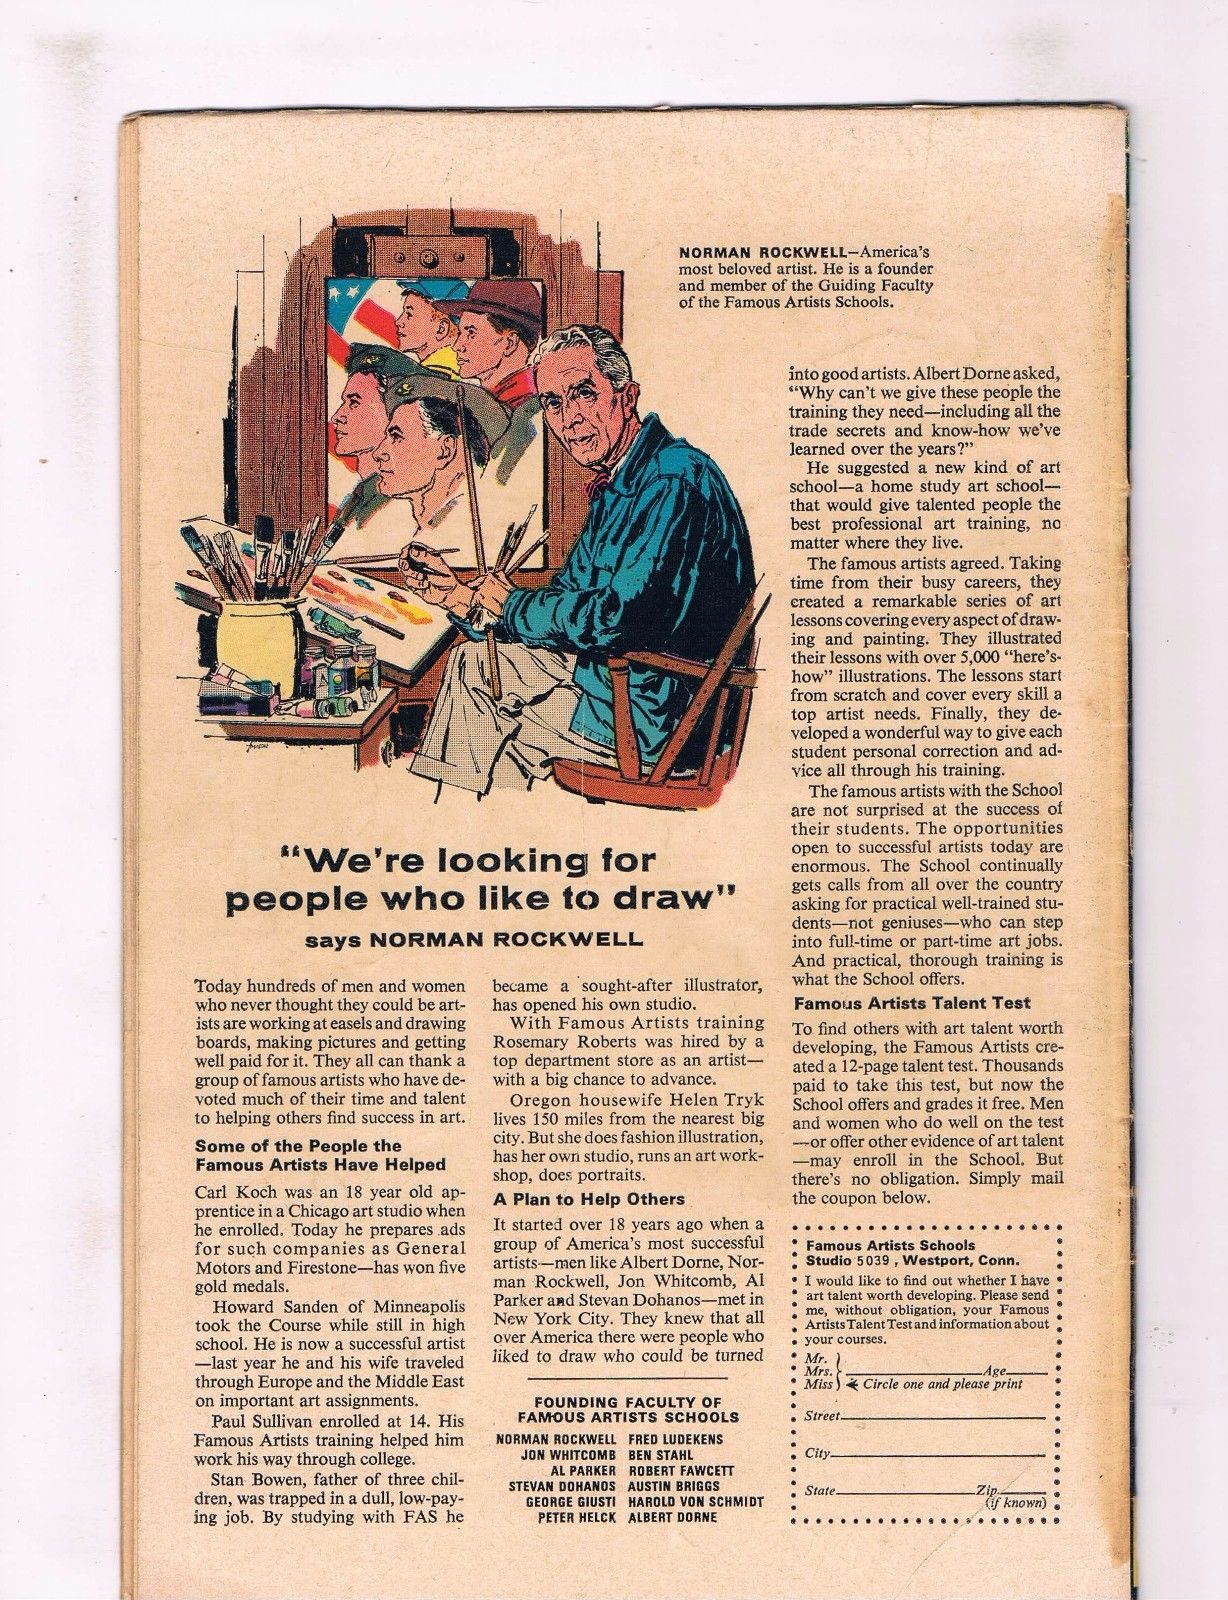 NORMAN ROCKWELL—America's
most beloved artist. He is a founder
and member of the Guiding Faculty
of the Famous Artists Schools.
"We're looking for
people who like to draw"
says NORMAN ROCKWELL
Today hundreds of men and women
who never thought they could be art-
ists are working at easels and drawing
boards, making pictures and getting
well paid for it. They all can thank a
group of famous artists who have de-
voted much of their time and talent
to helping others find success in art.
Some of the People the
Famous Artists Have Helped
Carl Koch was an 18 year old ap-
prentice in a Chicago art studio when
he enrolled. Today he prepares ads
for such companies as General
Motors and Firestone—has won five
gold medals.
Howard Sanden of Minneapolis
took the Course while still in high
school. He is now a successful artist
—last year he and his wife traveled
through Europe and the Middle East
on important art assignments.
Paul Sullivan enrolled at 14. His
Famous Artists training helped him
work his way through college.
Stan Bowen, father of three chil-
dren, was trapped in a dull, low-pay-
ing job. By studying with FAS he
became a sought-after illustrator,
has opened his own studio.
With Famous Artists training
Rosemary Roberts was hired by a
top department store as an artist—
with a big chance to advance.
Oregon housewife Helen Tryk
lives 150 miles from the nearest big
city. But she does fashion illustration,
has her own studio, runs an art work-
shop, does portraits.
A Plan to Help Others
It started over 18 years ago when a
group of America's most successful
artists—men like Albert Dorne, Nor-
man Rockwell, Jon Whitcomb, Al
Parker and Stevan Dohanos—met in
New York City. They knew that all
over America there were people who
liked to draw who could be turned
FOUNDING FACULTY OF
FAMOUS ARTISTS SCHOOLS
NORMAN ROCKWELL FRED LUDEKENS
JON WHITCOMB BEN STAHL
AL PARKER ROBERT FAWCETT
STEVAN DOHANOS AUSTIN BRIGGS
GEORGE GIUSTI HAROLD VON SCHMIDT
PETER HELCK ALBERT DORNE
into good artists. Albert Dorne asked,
"Why can't we give these people the
training they need—including all the
trade secrets and know-how we've
learned over the years?"
He suggested a new kind of art
school—a home study art school—
that would give talented people the
best professional art training, no
matter where they live.
The famous artists agreed. Taking
time from their busy careers, they
created a remarkable series of art
lessons covering every aspect of draw-
ing and painting. They illustrated
their lessons with over 5,000 "here's-
how" illustrations. The lessons start
from scratch and cover every skill a
top artist needs. Finally, they de-
veloped a wonderful way to give each
student personal correction and ad-
vice all through his training.
The famous artists with the School
are not surprised at the success of
their students. The opportunities
open to successful artists today are
enormous. The School continually
gets calls from all over the country
asking for practical well-trained stu-
dents—not geniuses—who can step
into full-time or part-time art jobs.
And practical, thorough training is
what the School offers.
Famous Artists Talent Test
To find others with art talent worth
developing, the Famous Artists cre-
ated a 12-page talent test. Thousands
paid to take this test, but now the
School offers and grades it free. Men
and women who do well on the test
—or offer other evidence of art talent
—may enroll in the School. But
there's no obligation. Simply mail
the coupon below.
Famous Artists Schools
Studio 5039, Westport, Conn.
I would like to find out whether I have
art talent worth developing. Please send
me, without obligation, your Famous
Artists Talent Test and information about
your courses.
Mr.
Mrs. Age
Miss Circle one and please print
Street
City
State Zip
(if known)